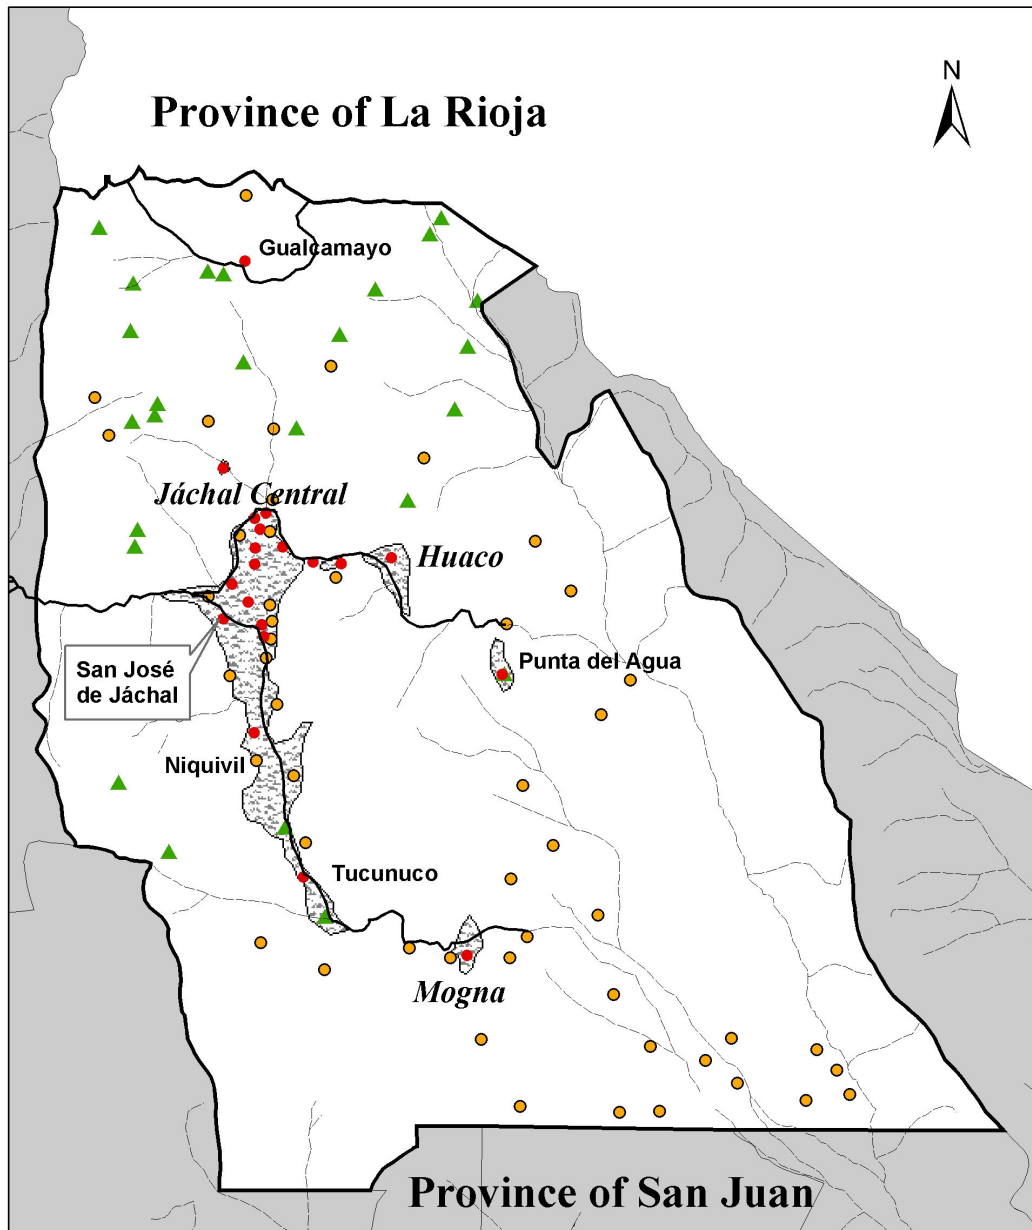 N
Province of La Rioja
Gualcamayo
Jáchal Central
Huaco
San José
de Jáchal
Punta del Agua
Niquivil
Tucunuco
Mogna
Province of San Juan